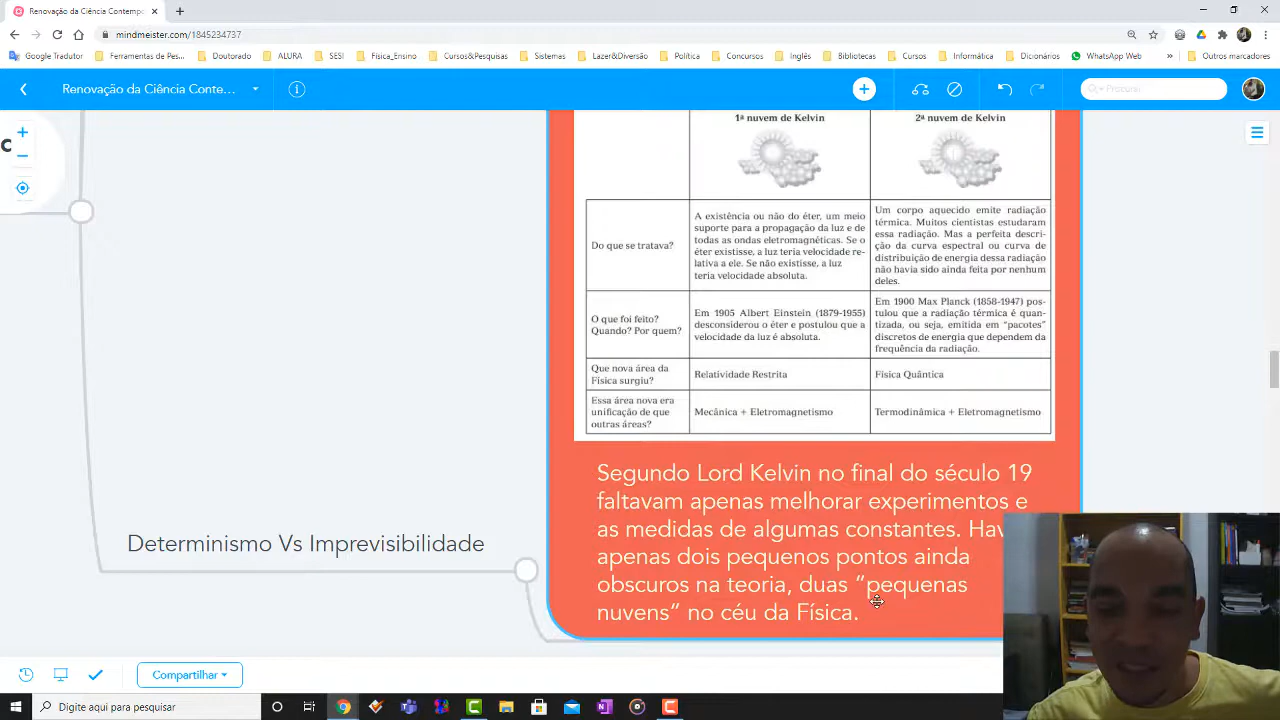 Renovação da Ciência Contemp
mindmeister.com/1845234737
Google Tradutor
Ferramentas de Pes...
Doutorado
ALURA
SESI
Física_Ensino
Cursos&Pesquisas
Sistemas
Lazer&Diversão
Política
Concursos
Inglês
Bibliotecas
Cursos
Informática
Dicionários
WhatsApp Web
»
Outros marcadores
Renovação da Ciência Conte...
Procurar
C
1ª nuvem de Kelvin
2ª nuvem de Kelvin
Do que se tratava?
A existência ou não do éter, um meio
suporte para a propagação da luz e de
todas as ondas eletromagnéticas. Se o
éter existisse, a luz teria velocidade re-
lativa a ele. Se não existisse, a luz
teria velocidade absoluta.
Um corpo aquecido emite radiação
térmica. Muitos cientistas estudaram
essa radiação. Mas a perfeita descri-
ção da curva espectral ou curva de
distribuição de energia dessa radiação
não havia sido ainda feita por nenhum
deles.
O que foi feito?
Quando? Por quem?
Em 1905 Albert Einstein (1879-1955)
desconsiderou o éter e postulou que a
velocidade da luz é absoluta.
Em 1900 Max Planck (1858-1947) pos-
tulou que a radiação térmica é quan-
tizada, ou seja, emitida em "pacotes"
discretos de energia que dependem da
frequência da radiação.
Que nova área da
Física surgiu?
Relatividade Restrita
Física Quântica
Essa área nova era
unificação de que
outras áreas?
Mecânica + Eletromagnetismo
Termodinâmica + Eletromagnetismo
Segundo Lord Kelvin no final do século 19
faltavam apenas melhorar experimentos e
as medidas de algumas constantes. Hav
apenas dois pequenos pontos ainda
obscuros na teoria, duas “pequenas
nuvens“ no céu da Física.
Determinismo Vs Imprevisibilidade
Compartilhar
Digite aqui para pesquisar